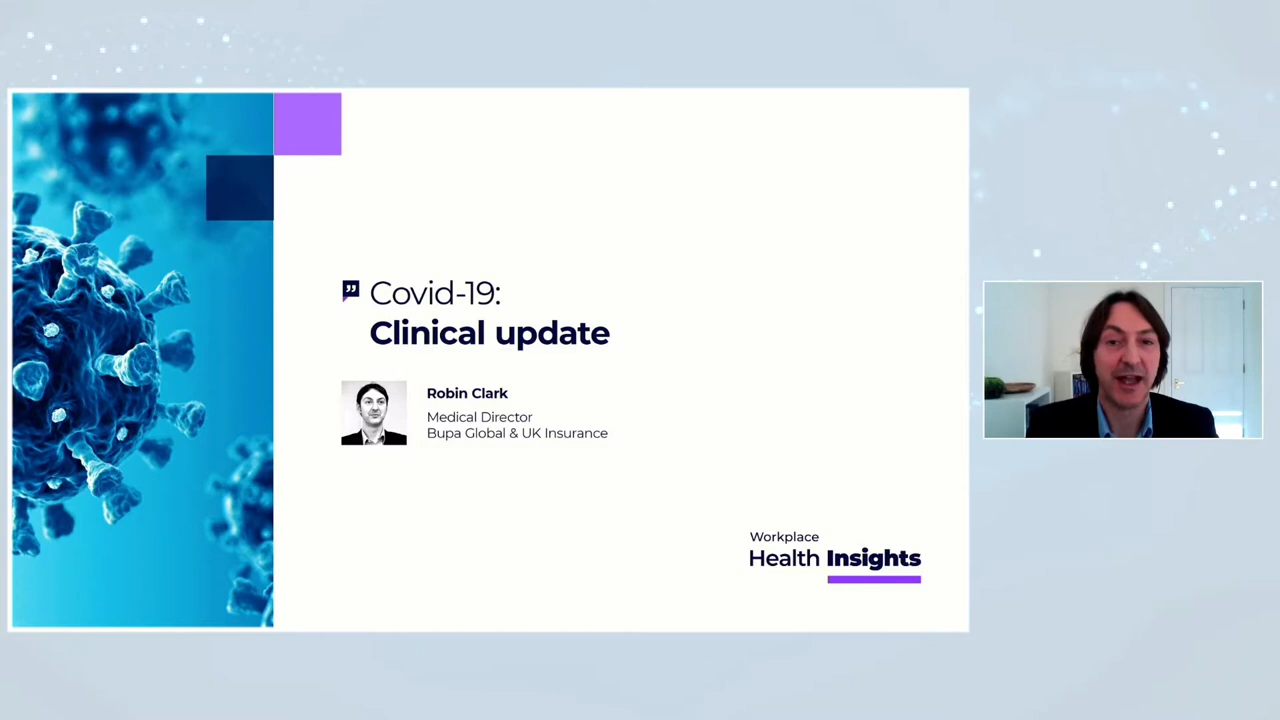 Covid-19:
Clinical update
Robin Clark
Medical Director
Bupa Global & UK Insurance
Workplace
Health Insights